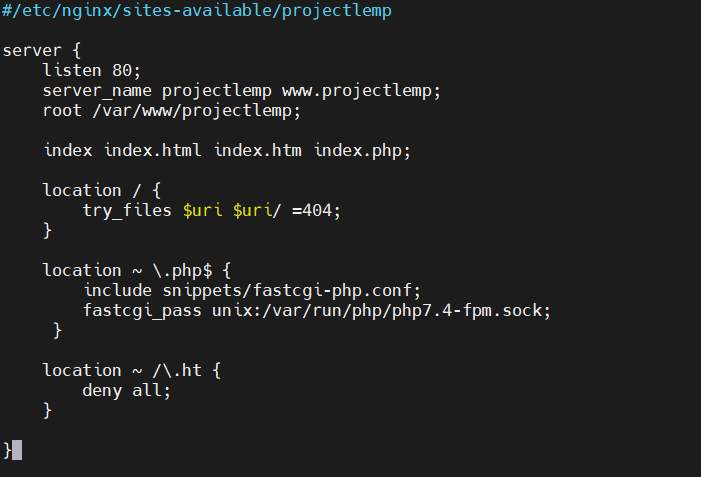 #/etc/nginx/sites-available/projectlemp
server {
    listen 80;
    server_name projectlemp www.projectlemp;
    root /var/www/projectlemp;
    index index.html index.htm index.php;
    location / {
        try_files $uri $uri/ =404;
    }
    location ~ \.php$ {
        include snippets/fastcgi-php.conf;
        fastcgi_pass unix:/var/run/php/php7.4-fpm.sock;
     }
    location ~ /\.ht {
        deny all;
    }
}